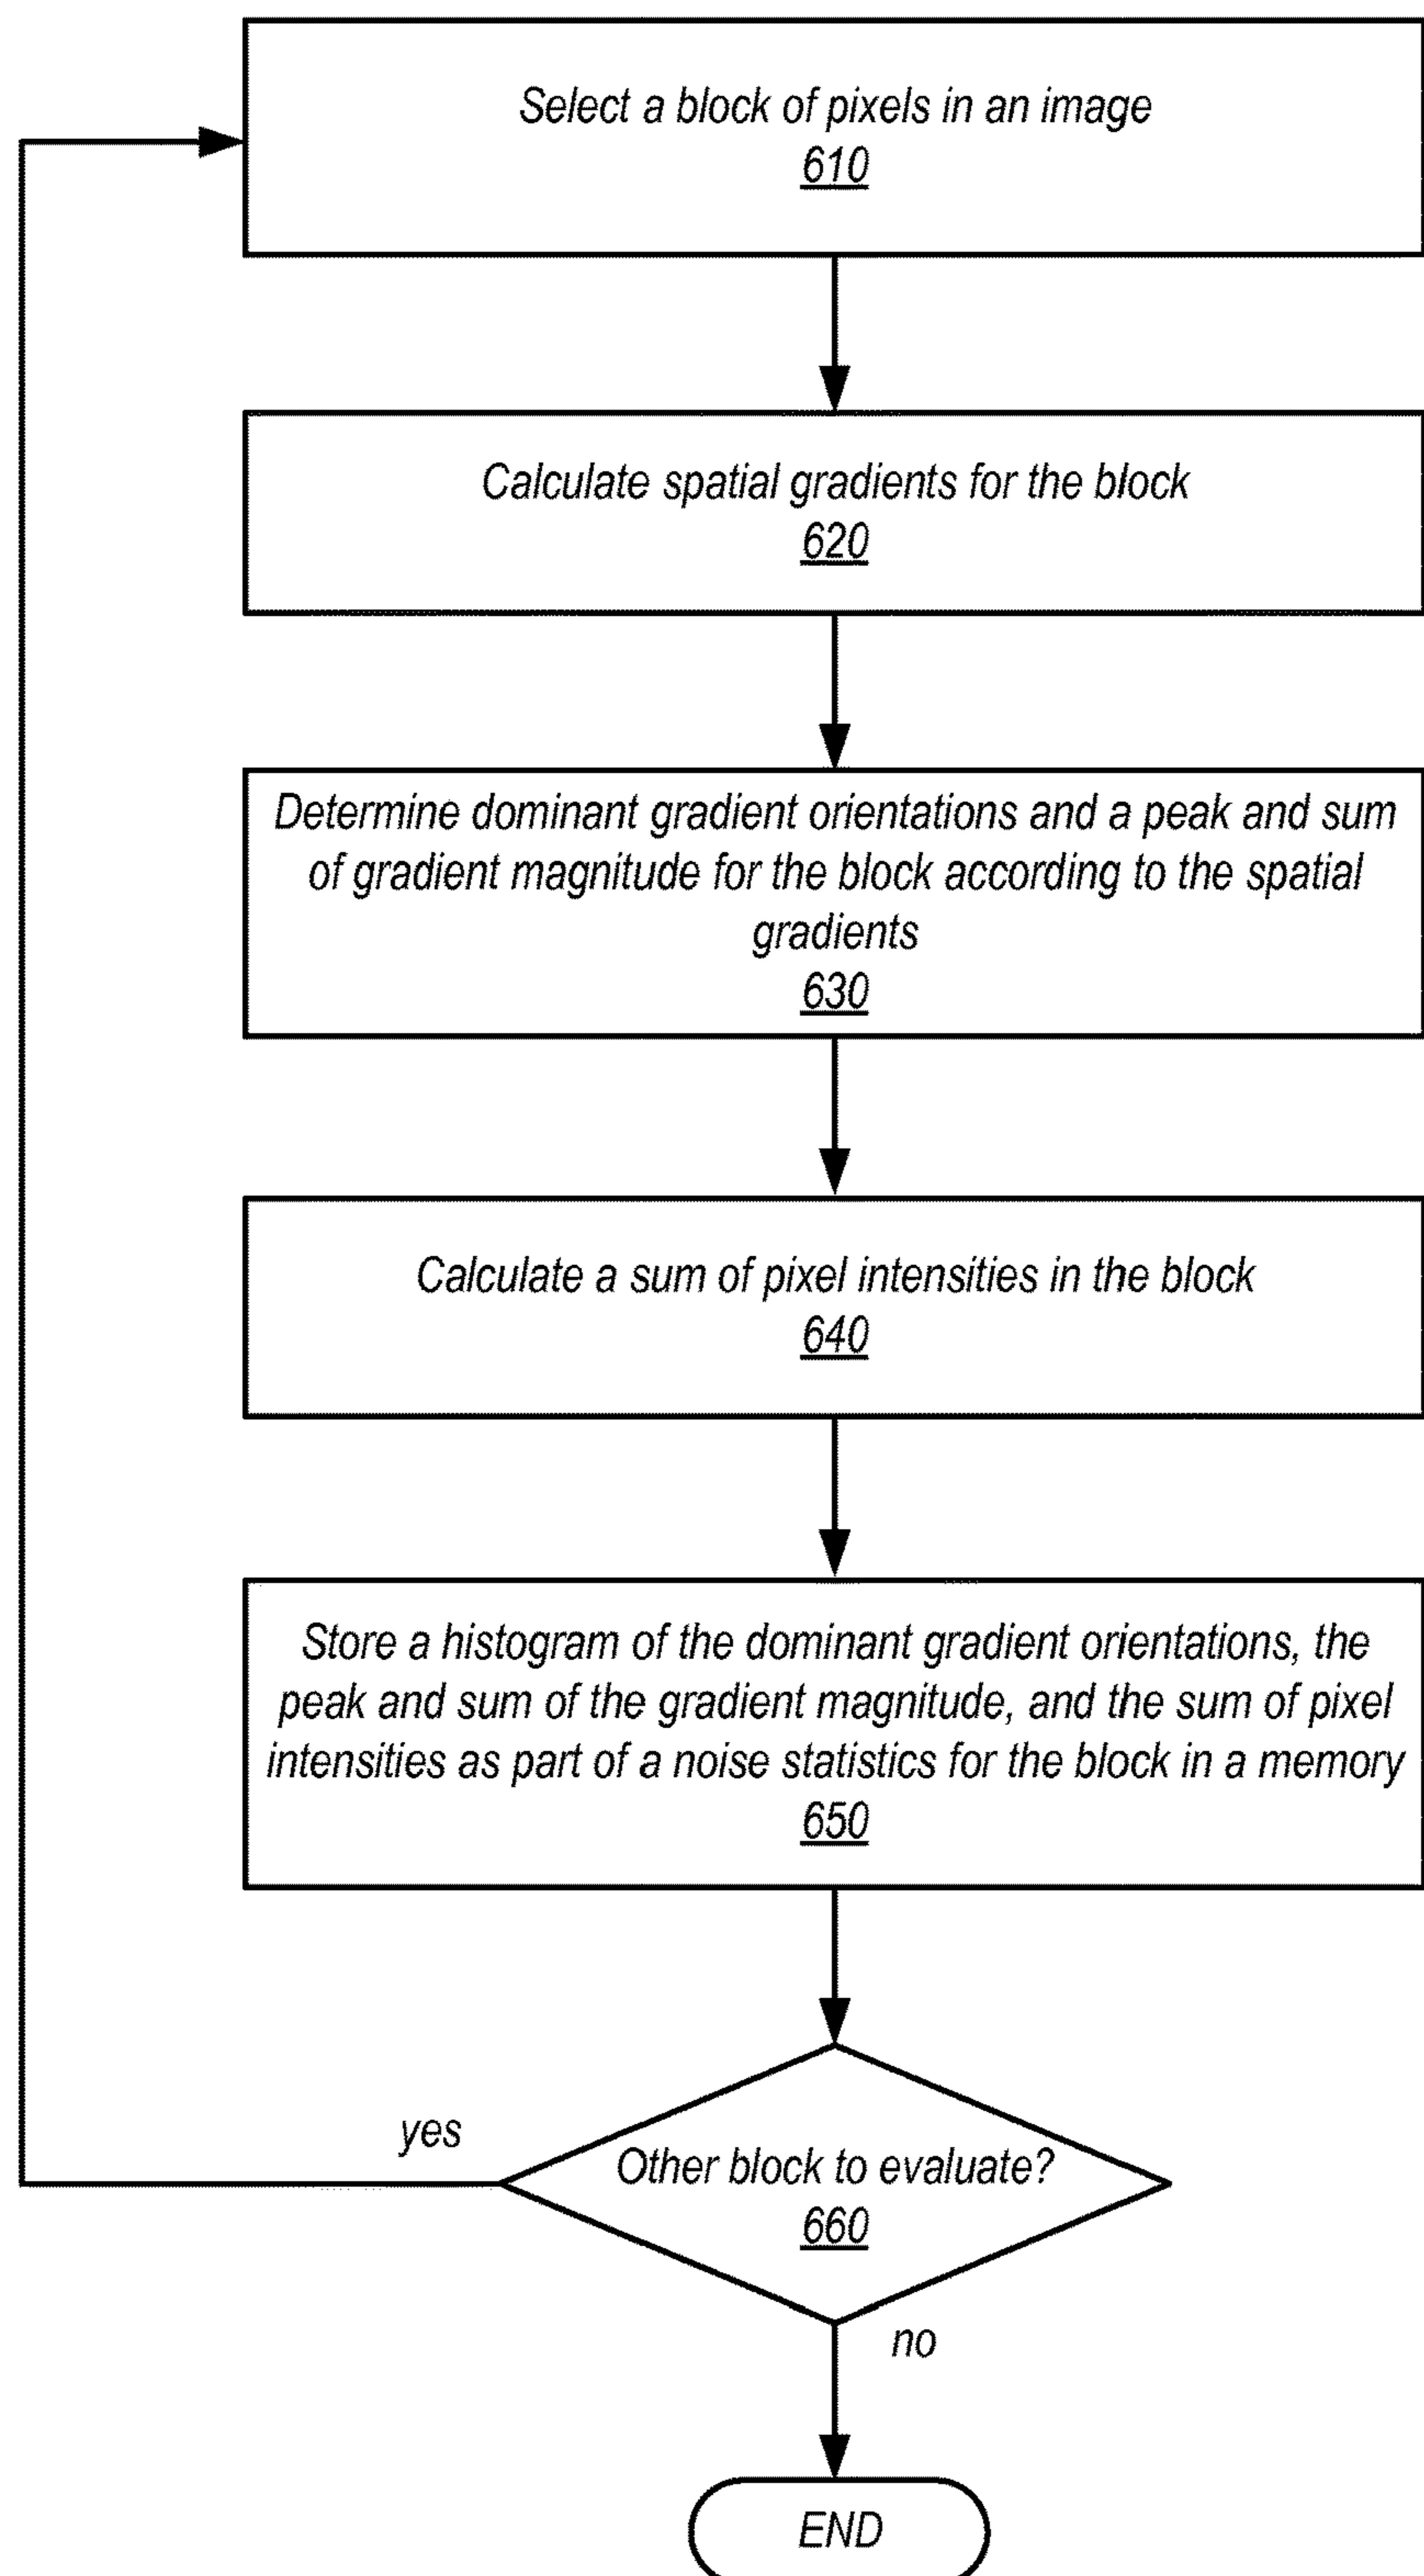 Select a block of pixels in an image
610
Calculate spatial gradients for the block
620
Determine dominant gradient orientations and a peak and sum
of gradient magnitude for the block according to the spatial
gradients
630
Calculate a sum of pixel intensities in the block
640
Store a histogram of the dominant gradient orientations, the
peak and sum of the gradient magnitude, and the sum of pixel
intensities as part of a noise statistics for the block in a memory
650
yes
Other block to evaluate?
660
no
END